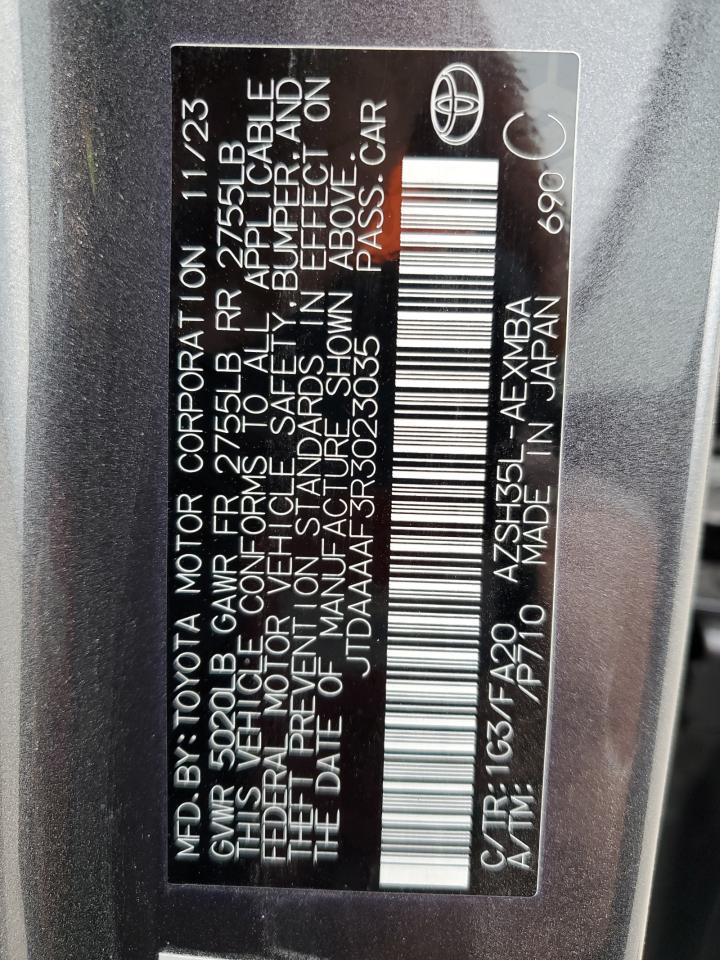 MFD.BY:TOYOTA MOTOR CORPORATION 11/23
GVWR 5020LB GAWR FR 2755LB RR 2755LB
THIS VEHICLE CONFORMS TO ALL APPLICABLE
FEDERAL MOTOR VEHICLE SAFETY,BUMPER,AND
THEFT PREVENTION STANDARDS IN EFFECT ON
THE DATE OF MANUFACTURE SHOWN ABOVE.
JTDAAAAF3R3023035 PASS.CAR
C/TR:1G3/FA20 AZSH35L-AEXMBA 690 C
A/TM: /P710 MADE IN JAPAN